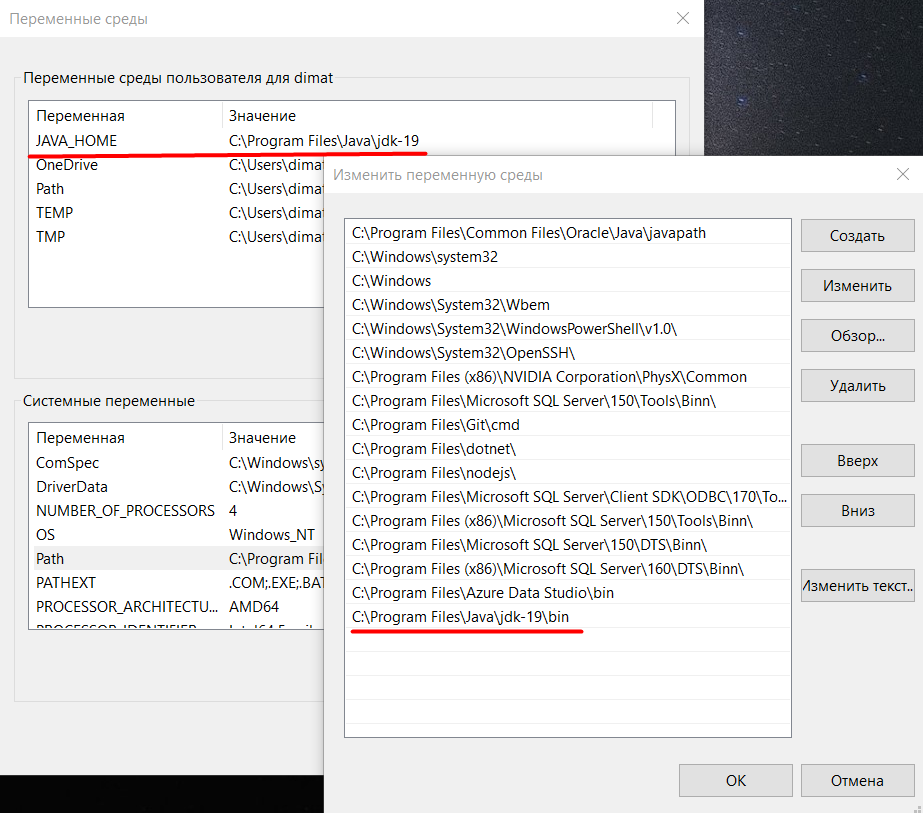 Переменные среды
Переменные среды пользователя для dimat
Переменная Значение
JAVA_HOME C:\Program Files\Java\jdk-19
OneDrive C:\Users\dimat
Path C:\Users\dimat
TEMP C:\Users\dimat
TMP C:\Users\dimat
Системные переменные
Переменная Значение
ComSpec C:\Windows\sy
DriverData C:\Windows\Sy
NUMBER_OF_PROCESSORS 4
OS Windows_NT
Path C:\Program Fil
PATHEXT .COM;.EXE;.BAT
PROCESSOR_ARCHITECTU... AMD64
PROCESSOR_IDENTIFIER
Изменить переменную среды
C:\Program Files\Common Files\Oracle\Java\javapath
C:\Windows\system32
C:\Windows
C:\Windows\System32\Wbem
C:\Windows\System32\WindowsPowerShell\v1.0\
C:\Windows\System32\OpenSSH\
C:\Program Files (x86)\NVIDIA Corporation\PhysX\Common
C:\Program Files\Microsoft SQL Server\150\Tools\Binn\
C:\Program Files\Git\cmd
C:\Program Files\dotnet\
C:\Program Files\nodejs\
C:\Program Files\Microsoft SQL Server\Client SDK\ODBC\170\To...
C:\Program Files (x86)\Microsoft SQL Server\150\Tools\Binn\
C:\Program Files\Microsoft SQL Server\150\DTS\Binn\
C:\Program Files (x86)\Microsoft SQL Server\160\DTS\Binn\
C:\Program Files\Azure Data Studio\bin
C:\Program Files\Java\jdk-19\bin
Создать
Изменить
Обзор...
Удалить
Вверх
Вниз
Изменить текст..
ОК
Отмена